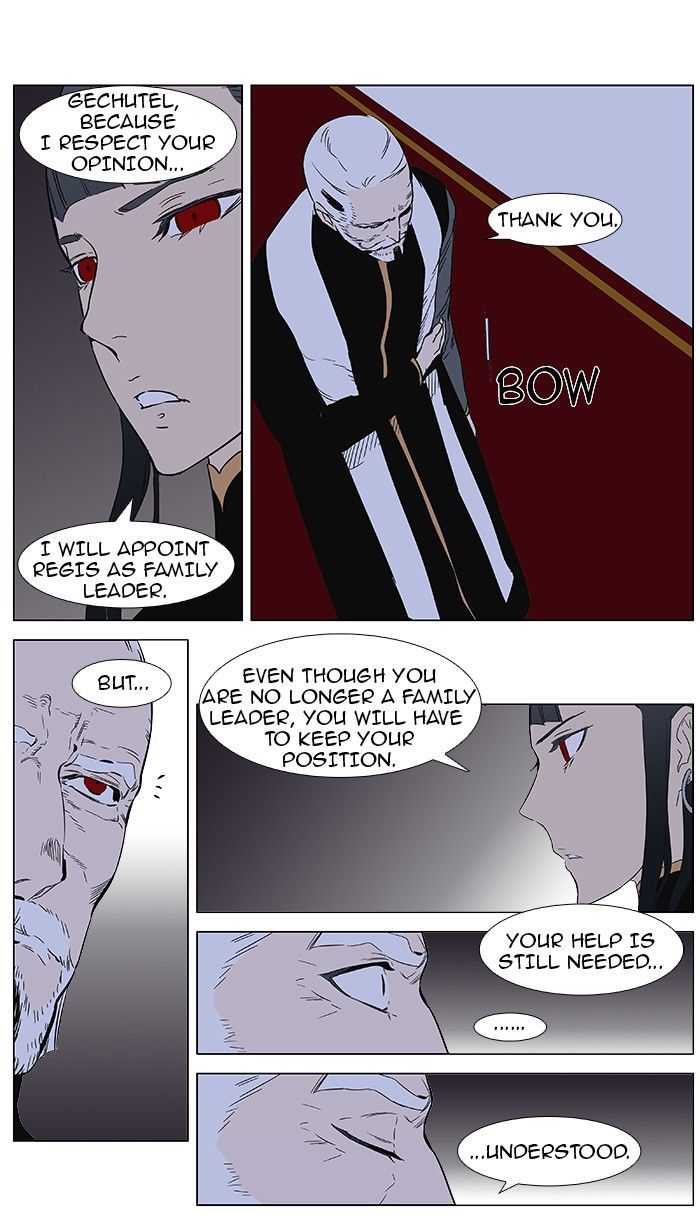 GECHUTEL,
BECAUSE
I RESPECT YOUR
OPINION...
THANK YOU.
BOW
I WILL APPOINT
REGIS AS FAMILY
LEADER.
BUT...
EVEN THOUGH YOU
ARE NO LONGER A FAMILY
LEADER, YOU WILL HAVE
TO KEEP YOUR
POSITION.
YOUR HELP IS
STILL NEEDED...
......
...UNDERSTOOD.